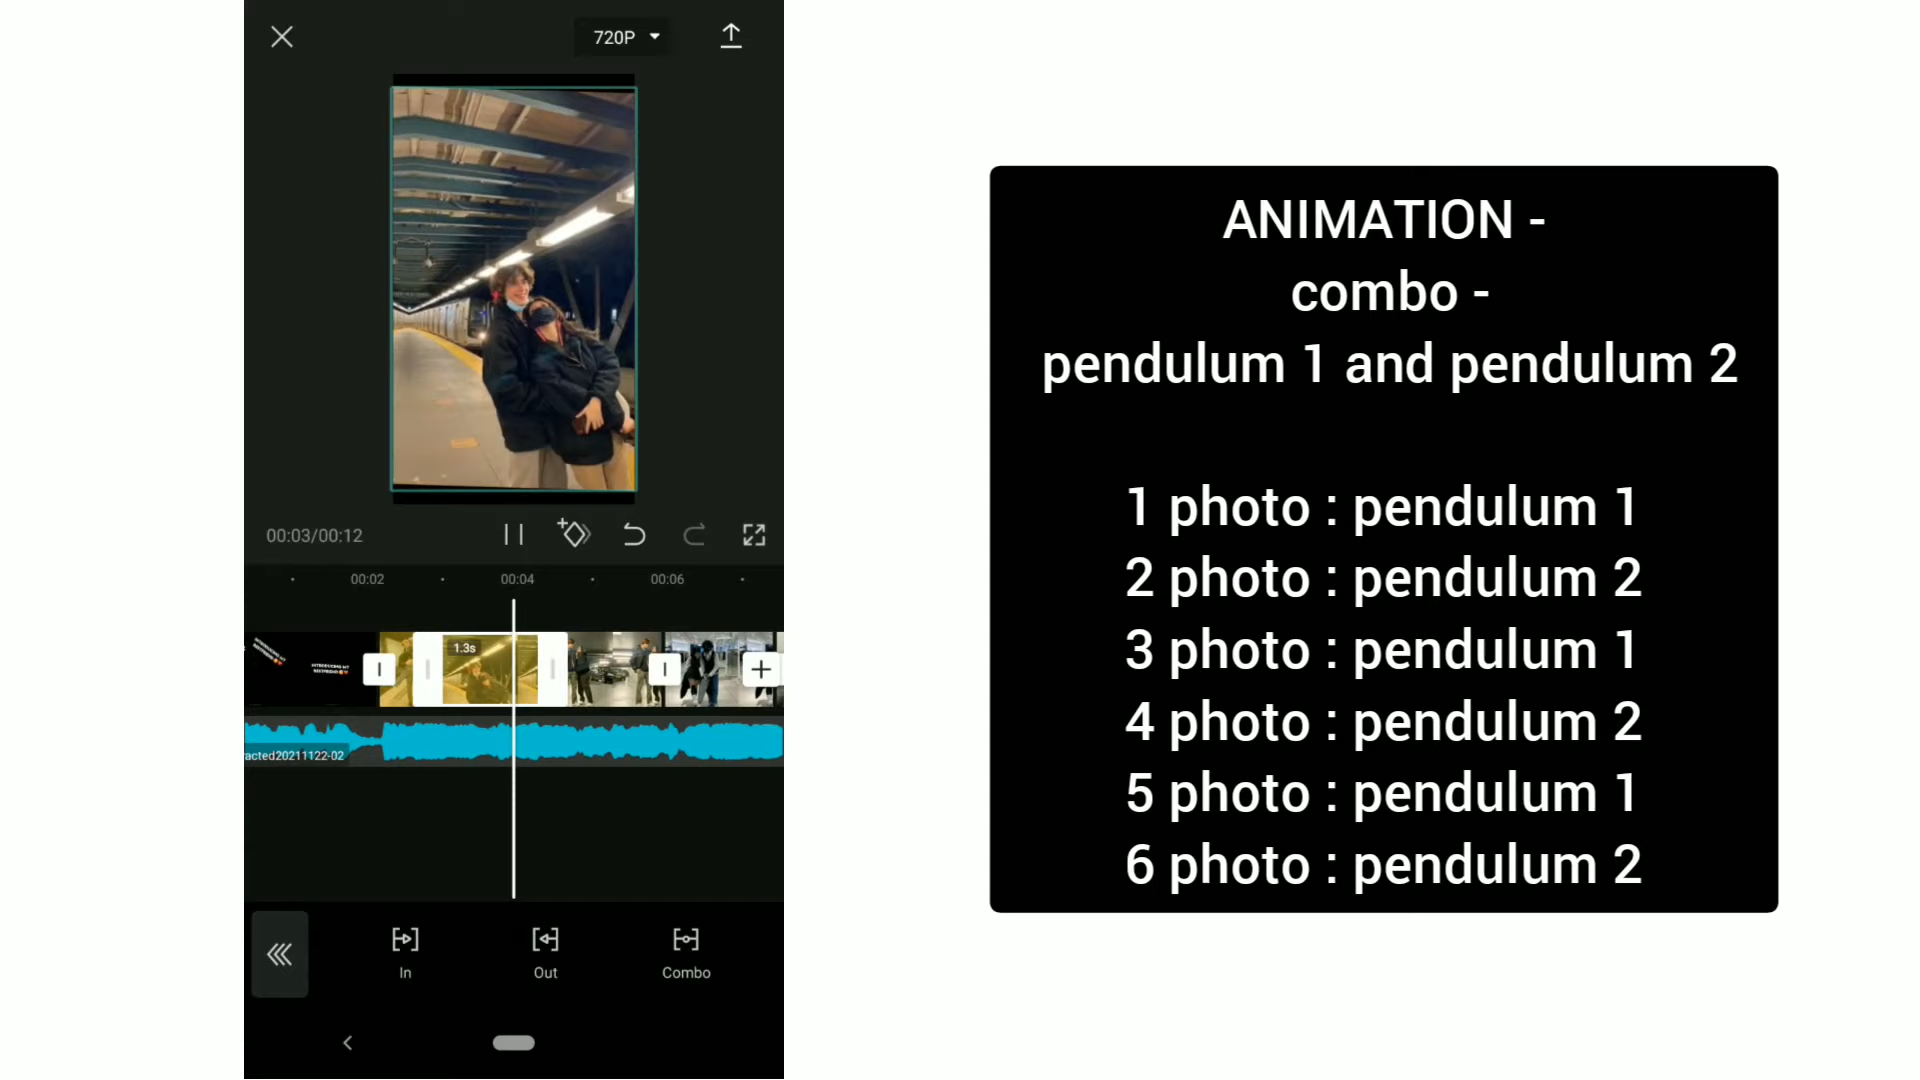 720P
00:03/00:12
00:02
00:04
00:06
1.3s
INTRODUCING MY
acted20211122-02
In
Out
Combo
ANIMATION -
combo -
pendulum 1 and pendulum 2
1 photo : pendulum 1
2 photo : pendulum 2
3 photo : pendulum 1
4 photo : pendulum 2
5 photo : pendulum 1
6 photo : pendulum 2